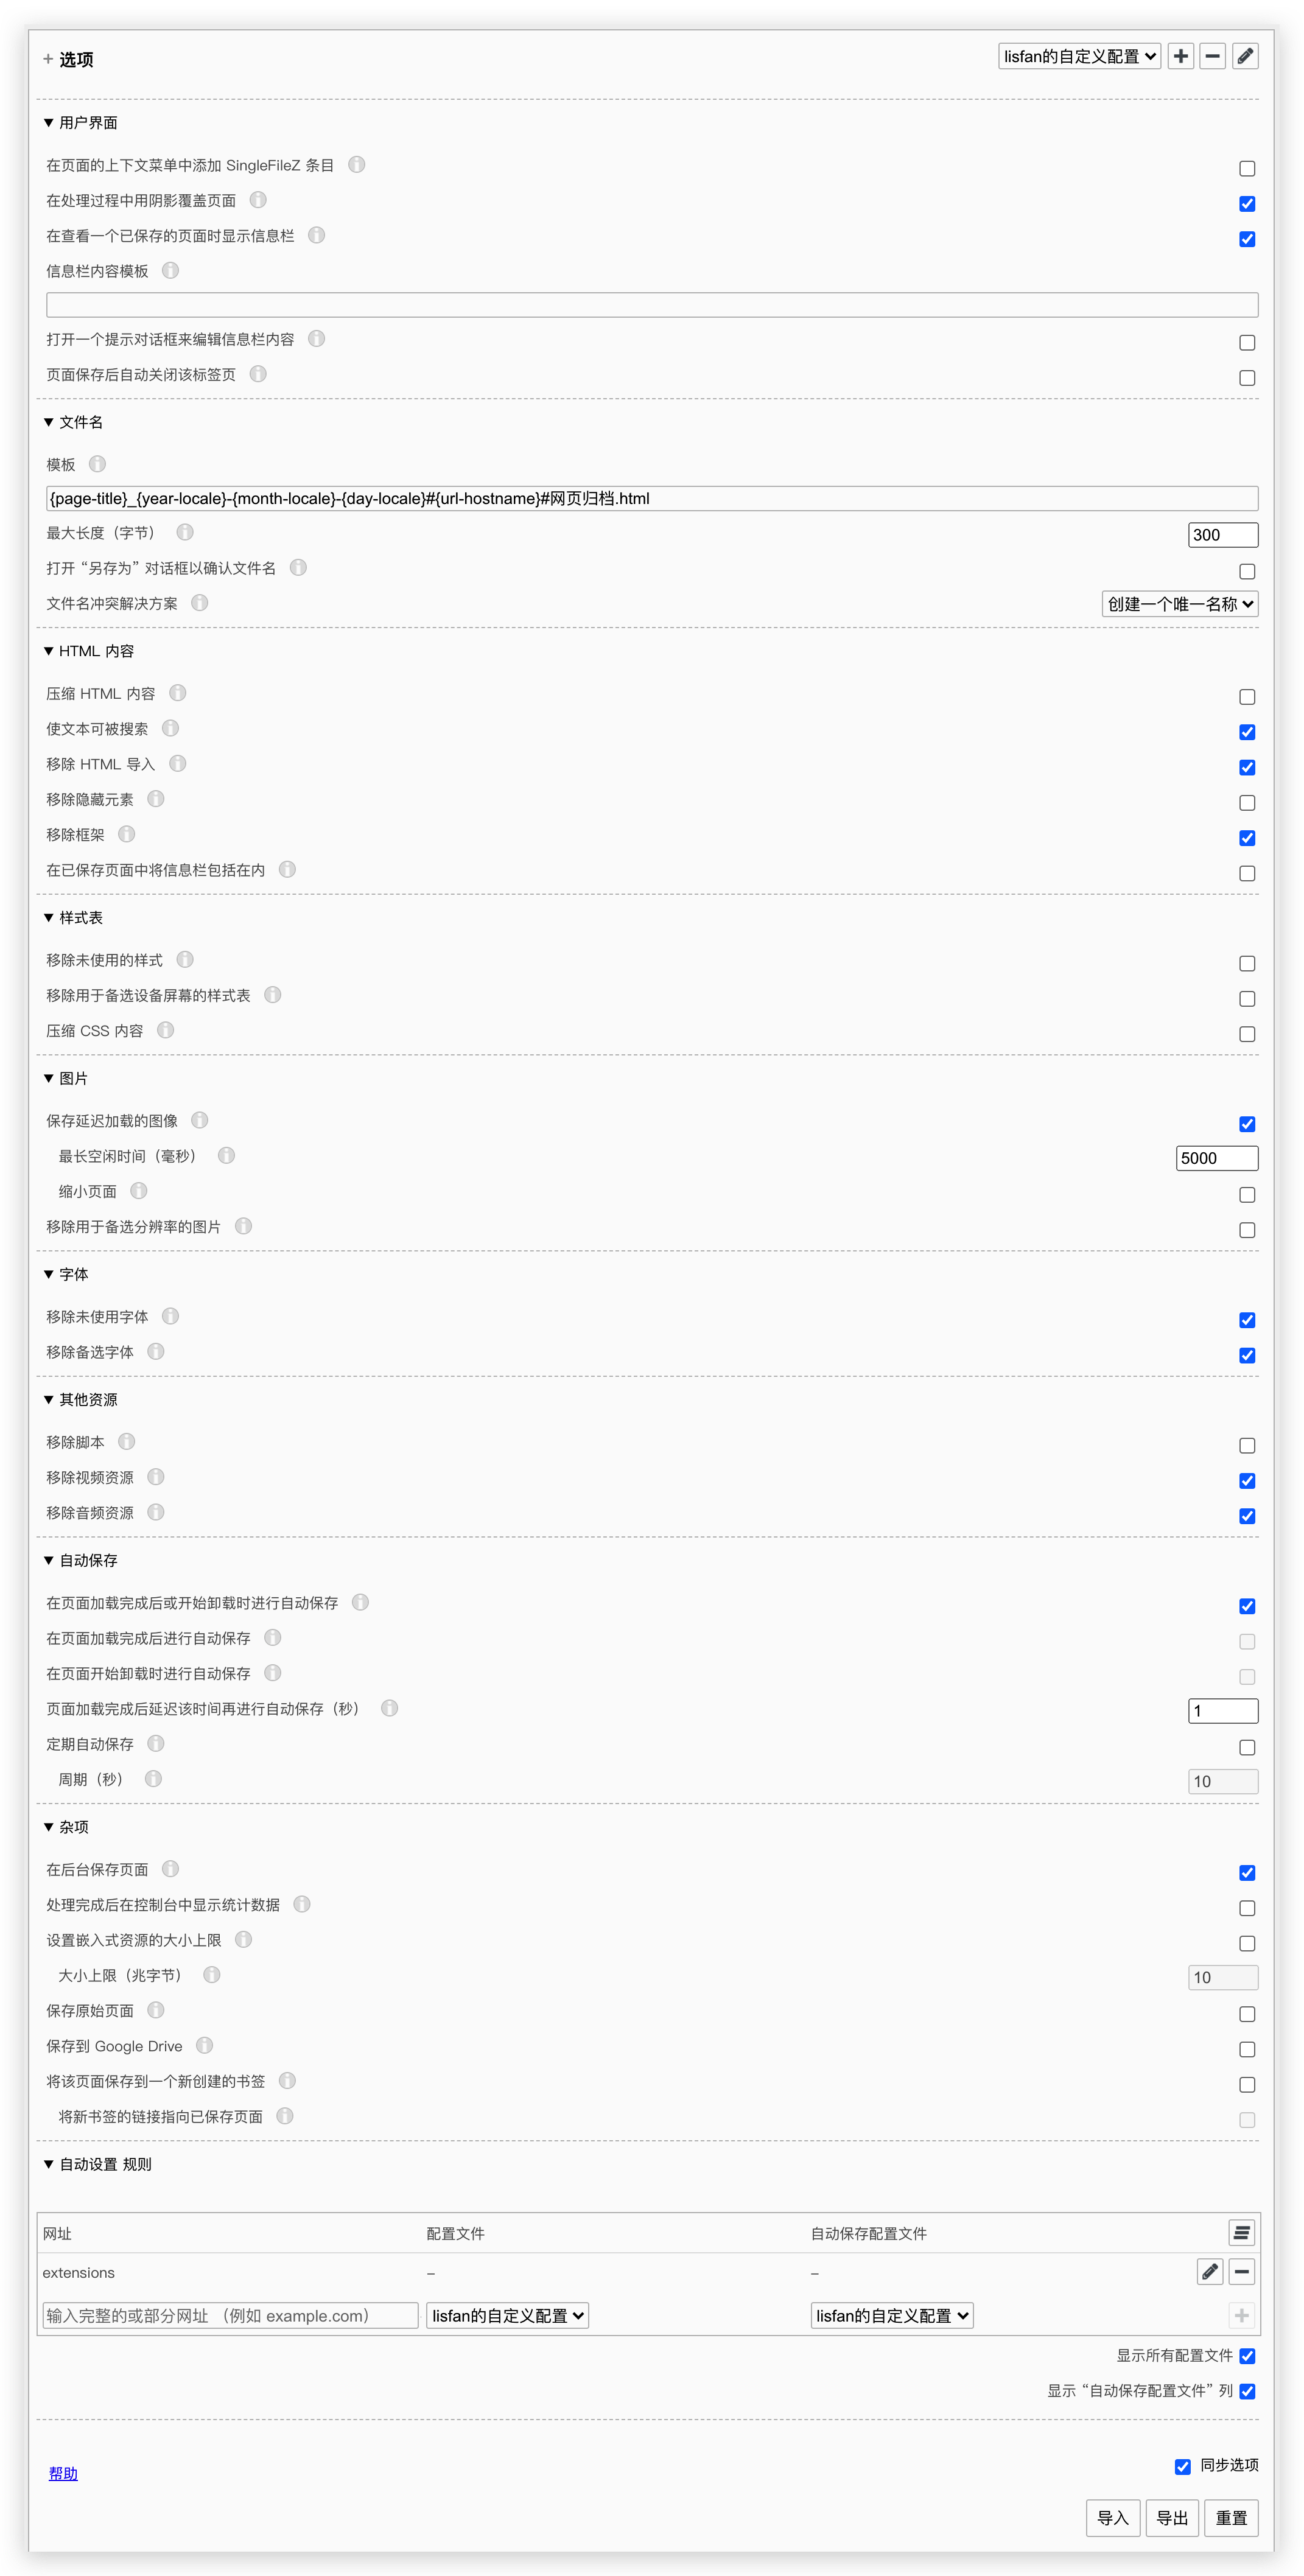 + 选项 lisfan的自定义配置
用户界面
在页面的上下文菜单中添加 SingleFileZ 条目
在处理过程中用阴影覆盖页面
在查看一个已保存的页面时显示信息栏
信息栏内容模板
打开一个提示对话框来编辑信息栏内容
页面保存后自动关闭该标签页
文件名
模板
{page-title}_{year-locale}-{month-locale}-{day-locale}#{url-hostname}#网页归档.html
最大长度（字节） 300
打开“另存为”对话框以确认文件名
文件名冲突解决方案 创建一个唯一名称
HTML 内容
压缩 HTML 内容
使文本可被搜索
移除 HTML 导入
移除隐藏元素
移除框架
在已保存页面中将信息栏包括在内
样式表
移除未使用的样式
移除用于备选设备屏幕的样式表
压缩 CSS 内容
图片
保存延迟加载的图像
最长空闲时间（毫秒） 5000
缩小页面
移除用于备选分辨率的图片
字体
移除未使用字体
移除备选字体
其他资源
移除脚本
移除视频资源
移除音频资源
自动保存
在页面加载完成后或开始卸载时进行自动保存
在页面加载完成后进行自动保存
在页面开始卸载时进行自动保存
页面加载完成后延迟该时间再进行自动保存（秒） 1
定期自动保存
周期（秒） 10
杂项
在后台保存页面
处理完成后在控制台中显示统计数据
设置嵌入式资源的大小上限
大小上限（兆字节） 10
保存原始页面
保存到 Google Drive
将该页面保存到一个新创建的书签
将新书签的链接指向已保存页面
自动设置 规则
网址 配置文件 自动保存配置文件
extensions – –
输入完整的或部分网址 （例如 example.com） lisfan的自定义配置 lisfan的自定义配置
显示所有配置文件
显示“自动保存配置文件”列
同步选项
帮助
导入 导出 重置